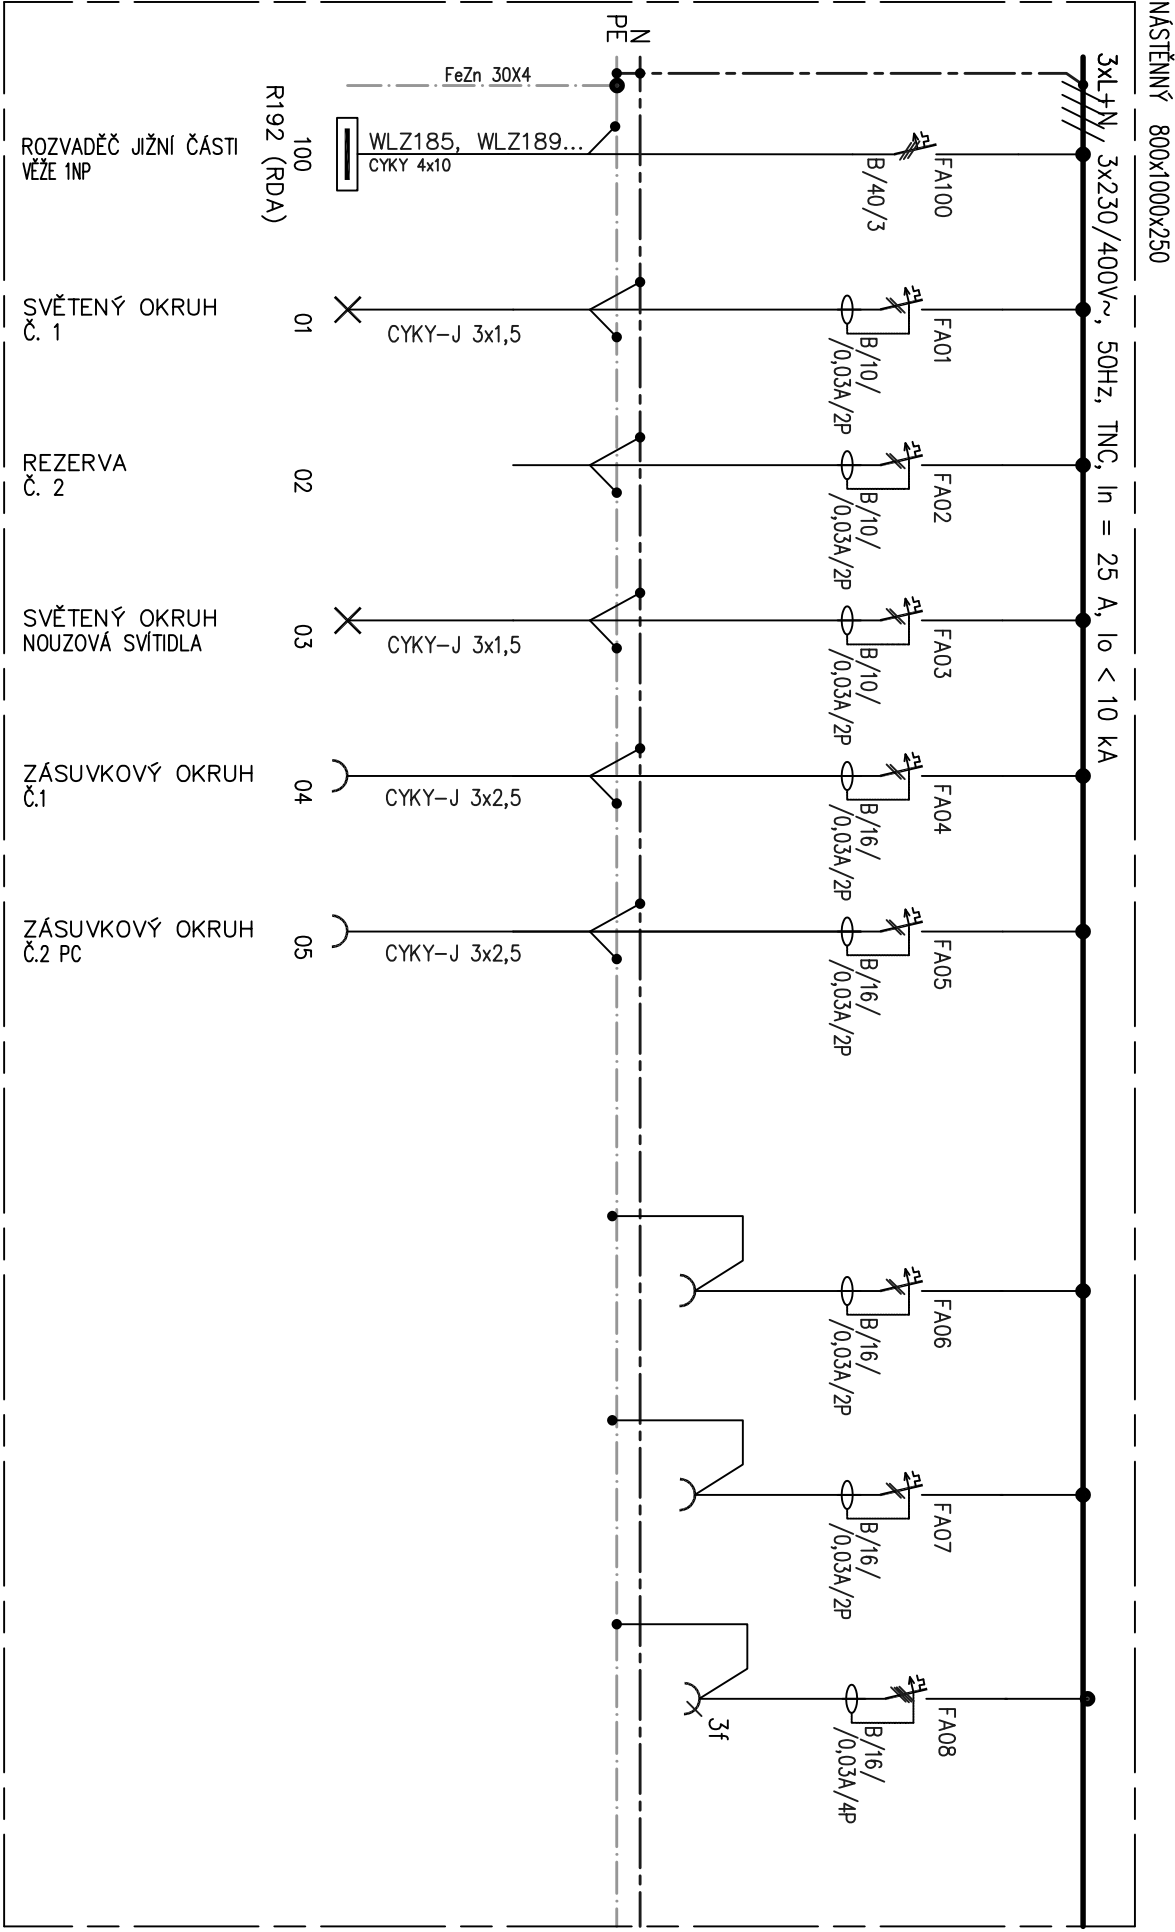 NÁSTĚNNÝ 800x1000x250
3xL+N, 3x230/400V~, 50Hz, TNC, In = 25 A, Io < 10 kA
N
PE
FeZn 30X4
FA100
B/40/3
WLZ185, WLZ189...
CYKY 4x10
100
R192 (RDA)
ROZVADĚČ JIŽNÍ ČÁSTI
VĚŽE 1NP
FA01
B/10/
/0,03A/2P
CYKY-J 3x1,5
01
SVĚTENÝ OKRUH
Č. 1
FA02
B/10/
/0,03A/2P
02
REZERVA
Č. 2
FA03
B/10/
/0,03A/2P
CYKY-J 3x1,5
03
SVĚTENÝ OKRUH
NOUZOVÁ SVÍTIDLA
FA04
B/16/
/0,03A/2P
CYKY-J 3x2,5
04
ZÁSUVKOVÝ OKRUH
Č.1
FA05
B/16/
/0,03A/2P
CYKY-J 3x2,5
05
ZÁSUVKOVÝ OKRUH
Č.2 PC
FA06
B/16/
/0,03A/2P
FA07
B/16/
/0,03A/2P
FA08
B/16/
/0,03A/4P
3f